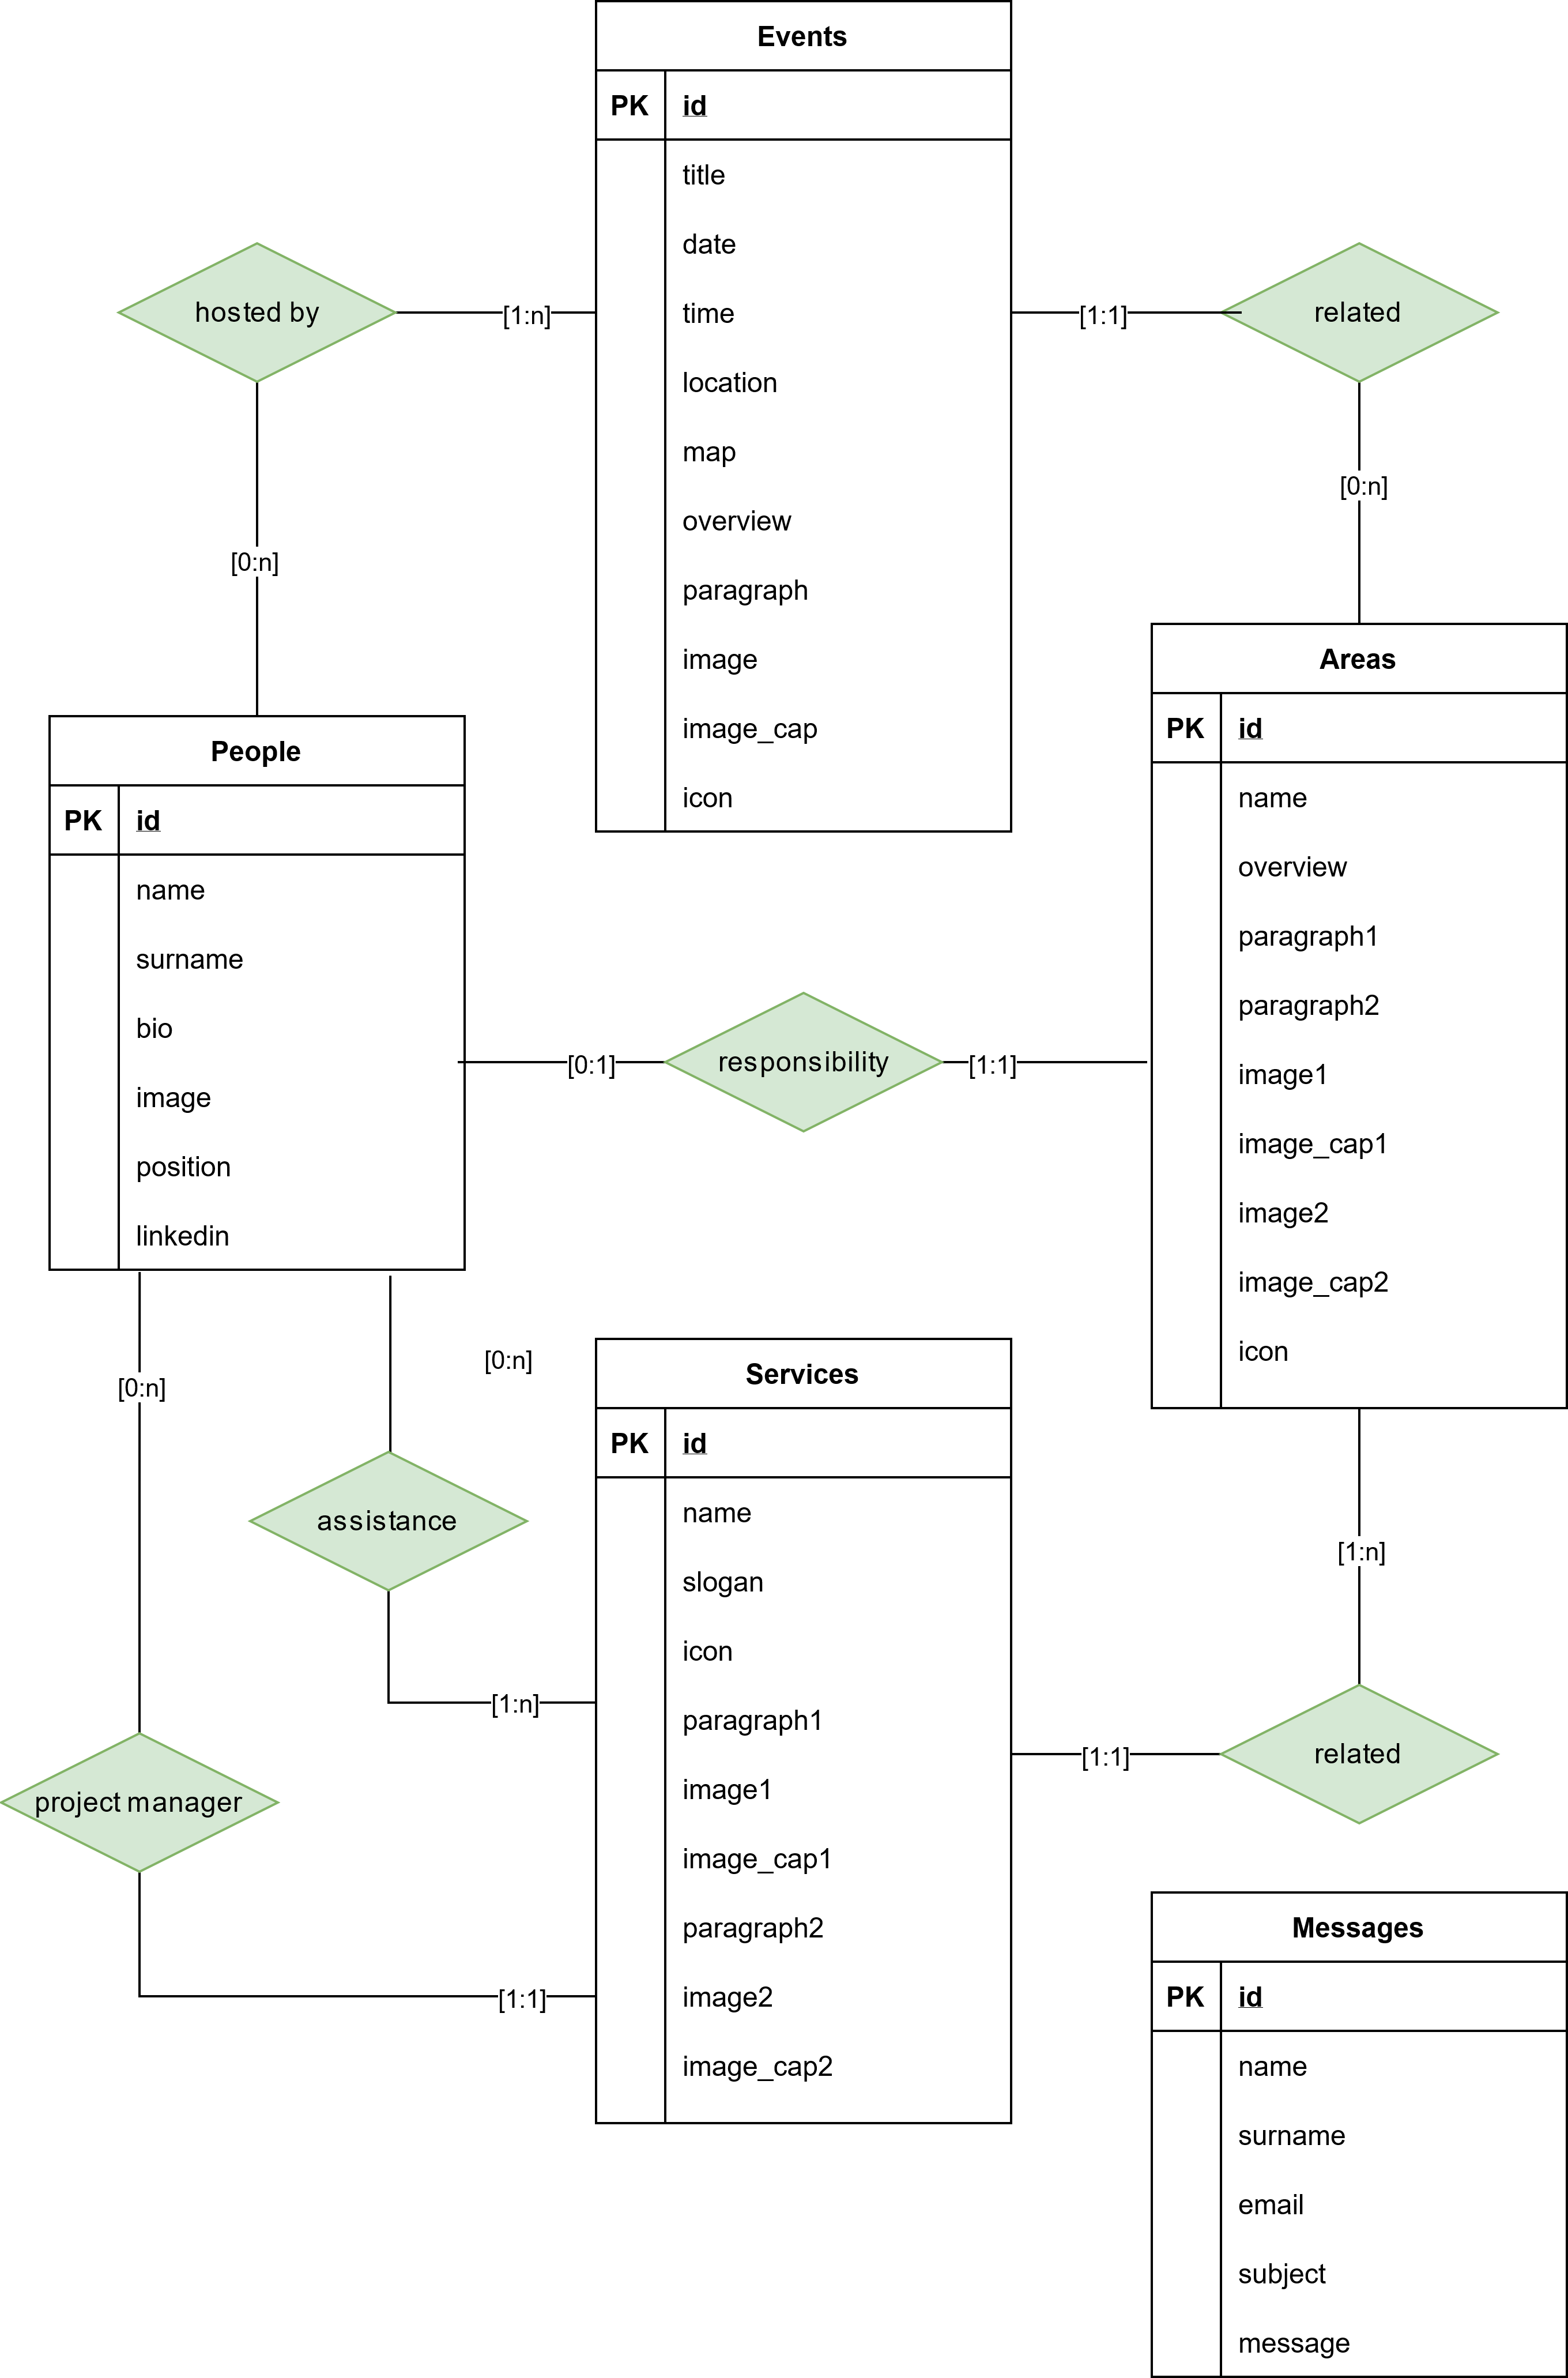 Events
PK id
title
date
time
location
map
overview
paragraph
image
image_cap
icon
hosted by
[1:n]
[0:n]
[1:1]
related
[0:n]
People
PK id
name
surname
bio
image
position
linkedin
[0:1]
responsibility
[1:1]
Areas
PK id
name
overview
paragraph1
paragraph2
image1
image_cap1
image2
image_cap2
icon
[0:n]
[0:n]
assistance
[1:n]
project manager
[1:1]
Services
PK id
name
slogan
icon
paragraph1
image1
image_cap1
paragraph2
image2
image_cap2
[1:n]
[1:1]
related
Messages
PK id
name
surname
email
subject
message